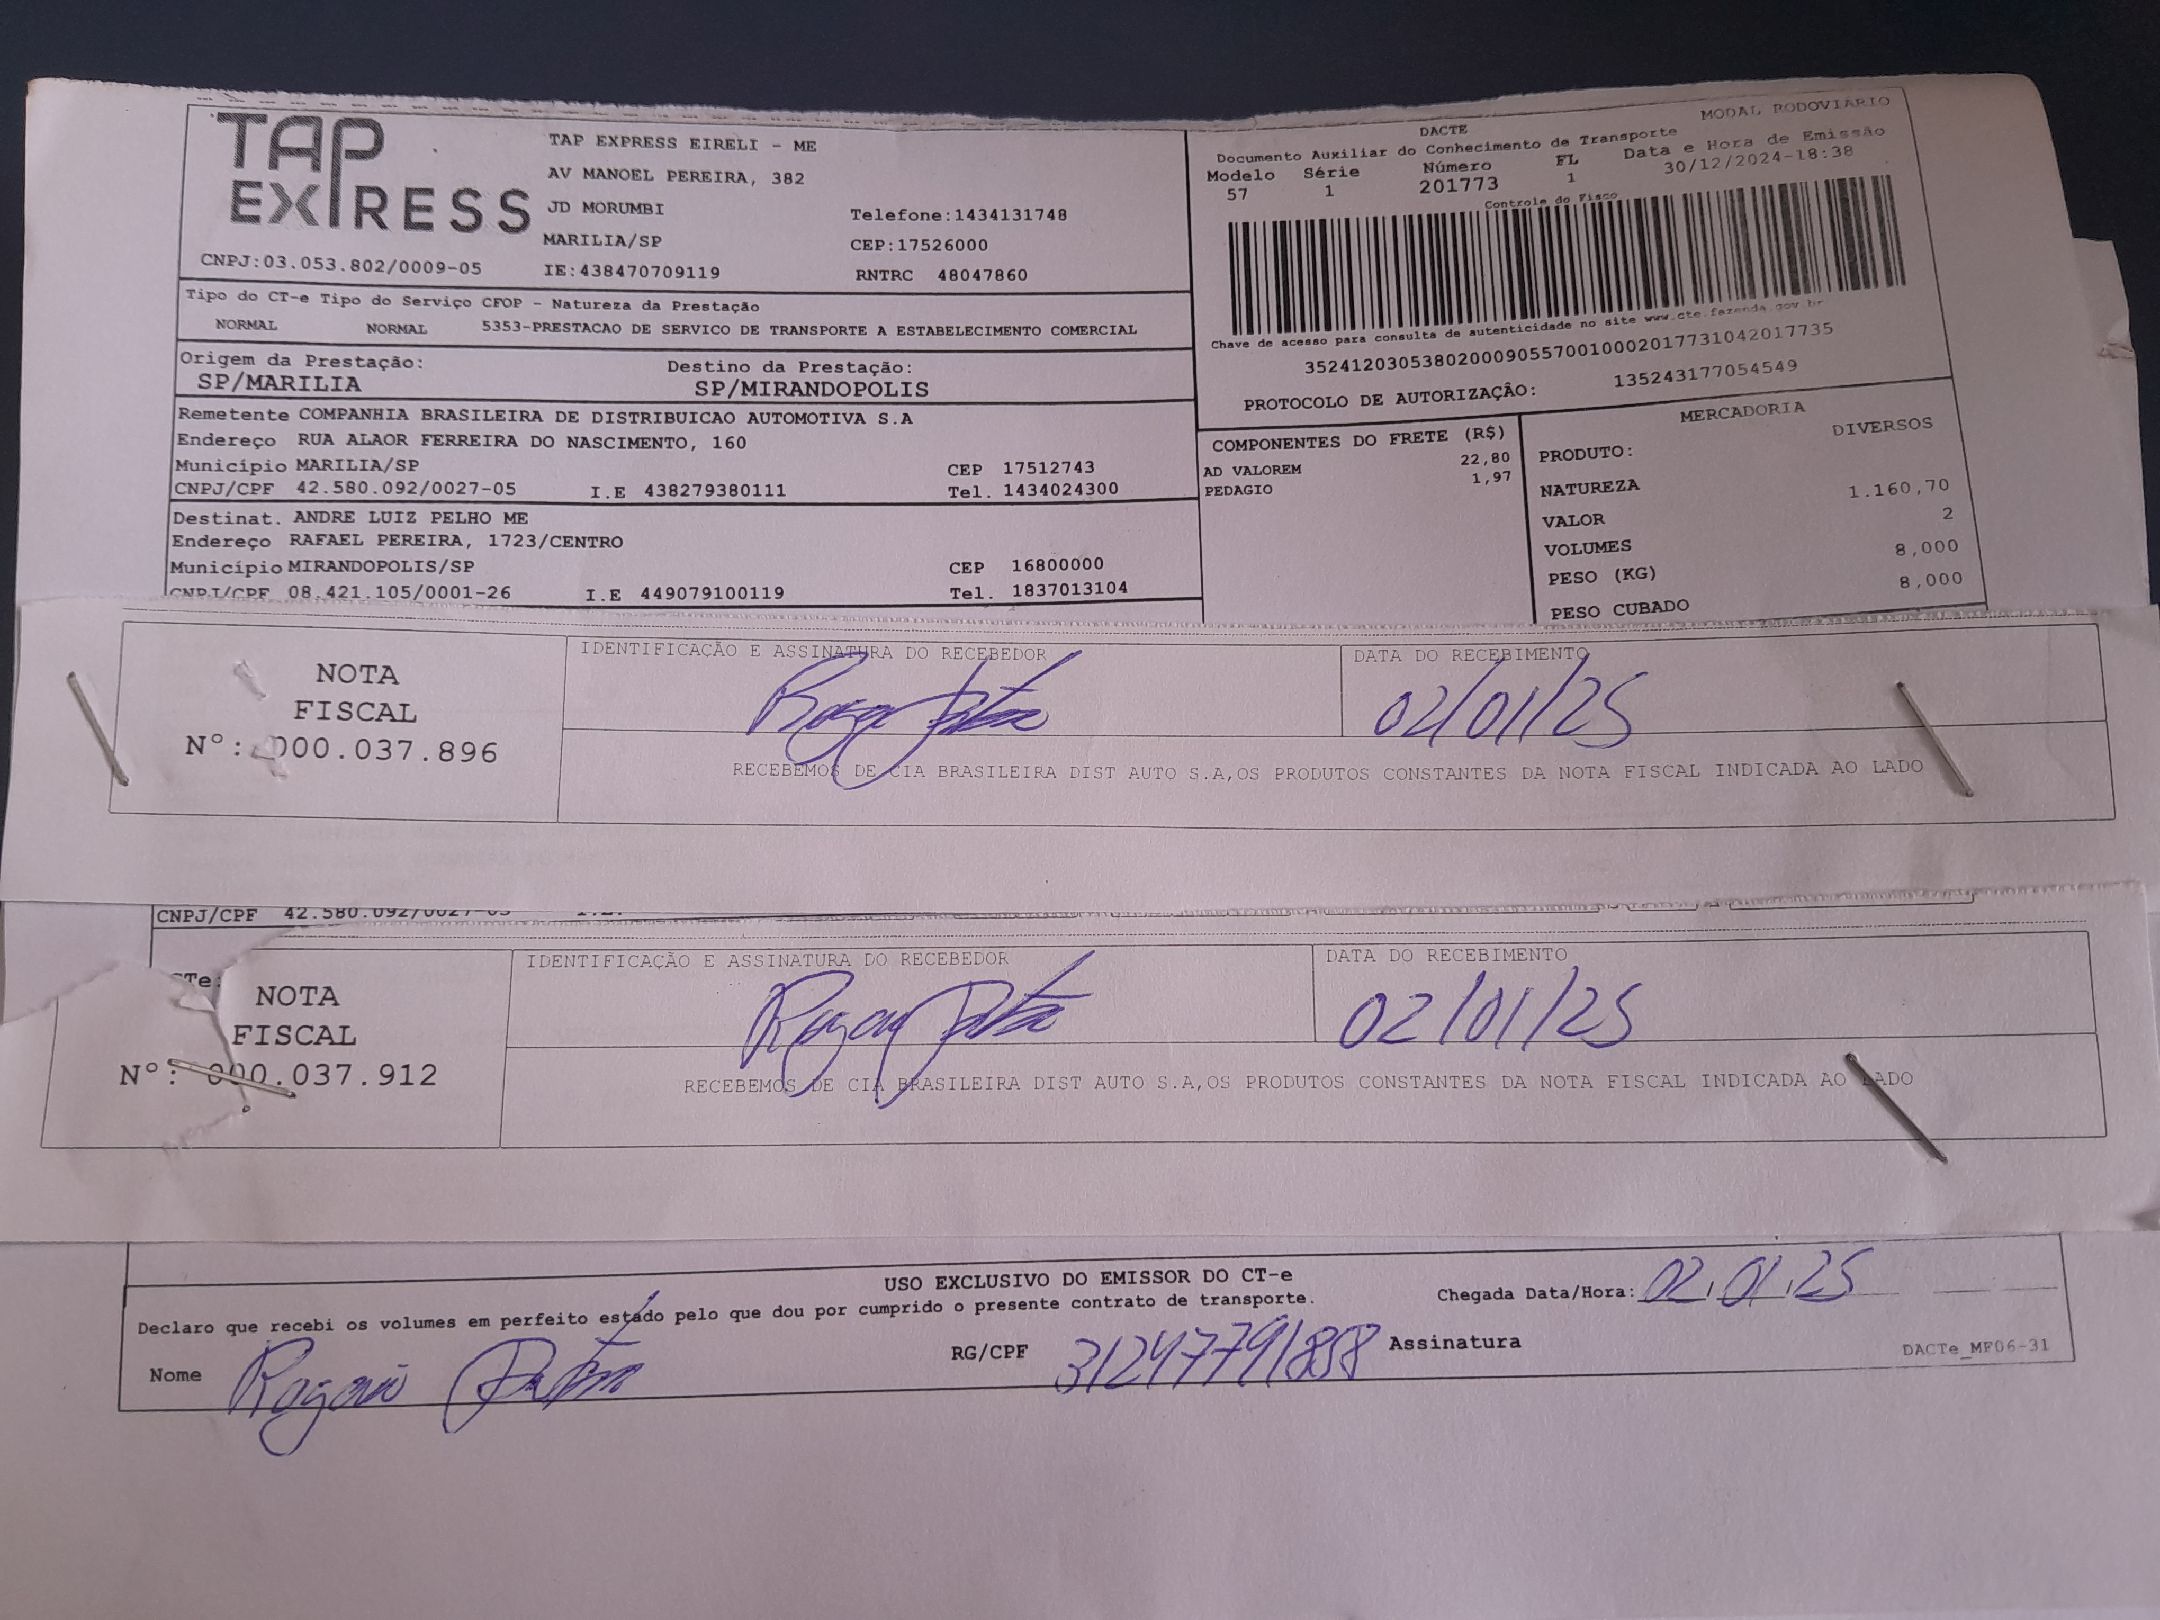 TAP EXPRESS
TAP EXPRESS EIRELI - ME
AV MANOEL PEREIRA, 382
JD MORUMBI Telefone:1434131748
MARILIA/SP CEP:17526000
CNPJ:03.053.802/0009-05 IE:438470709119 RNTRC 48047860
MODAL RODOVIARIO
DACTE
Documento Auxiliar do Conhecimento de Transporte
Modelo Série Número FL Data e Hora de Emissão
57 1 201773 1 30/12/2024-18:38
Controle do Fisco
Chave de acesso para consulta de autenticidade no site www.cte.fazenda.gov.br
35241203053802000905570010002017731042017735
PROTOCOLO DE AUTORIZAÇÃO: 135243177054549
Tipo do CT-e Tipo do Serviço CFOP - Natureza da Prestação
NORMAL NORMAL 5353-PRESTACAO DE SERVICO DE TRANSPORTE A ESTABELECIMENTO COMERCIAL
Origem da Prestação: Destino da Prestação:
SP/MARILIA SP/MIRANDOPOLIS
Remetente COMPANHIA BRASILEIRA DE DISTRIBUICAO AUTOMOTIVA S.A
Endereço RUA ALAOR FERREIRA DO NASCIMENTO, 160
Município MARILIA/SP CEP 17512743
CNPJ/CPF 42.580.092/0027-05 I.E 438279380111 Tel. 1434024300
Destinat. ANDRE LUIZ PELHO ME
Endereço RAFAEL PEREIRA, 1723/CENTRO
Município MIRANDOPOLIS/SP CEP 16800000
CNPJ/CPF 08.421.105/0001-26 I.E 449079100119 Tel. 1837013104
COMPONENTES DO FRETE (R$)
AD VALOREM 22,80
PEDAGIO 1,97
MERCADORIA
PRODUTO: DIVERSOS
NATUREZA
VALOR 1.160,70
VOLUMES 2
PESO (KG) 8,000
PESO CUBADO 8,000
NOTA
FISCAL
Nº: 000.037.896
IDENTIFICAÇÃO E ASSINATURA DO RECEBEDOR
DATA DO RECEBIMENTO
02/01/25
RECEBEMOS DE CIA BRASILEIRA DIST AUTO S.A,OS PRODUTOS CONSTANTES DA NOTA FISCAL INDICADA AO LADO
CNPJ/CPF 42.580.092/0027-05
CTe:
NOTA
FISCAL
Nº: 000.037.912
IDENTIFICAÇÃO E ASSINATURA DO RECEBEDOR
DATA DO RECEBIMENTO
02/01/25
RECEBEMOS DE CIA BRASILEIRA DIST AUTO S.A,OS PRODUTOS CONSTANTES DA NOTA FISCAL INDICADA AO LADO
USO EXCLUSIVO DO EMISSOR DO CT-e
Declaro que recebi os volumes em perfeito estado pelo que dou por cumprido o presente contrato de transporte.
Chegada Data/Hora: 02.01.25
Nome RG/CPF 31247791858 Assinatura
DACTe_MF06-31